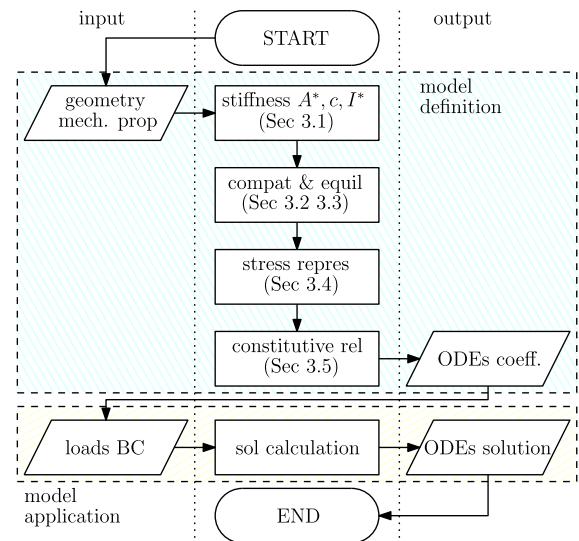 input
output
START
model
definition
geometry
mech. prop
stiffness A*, c, I*
(Sec 3.1)
compat & equil
(Sec 3.2 3.3)
stress repres
(Sec 3.4)
constitutive rel
(Sec 3.5)
ODEs coeff.
loads BC
sol calculation
ODEs solution
model
application
END